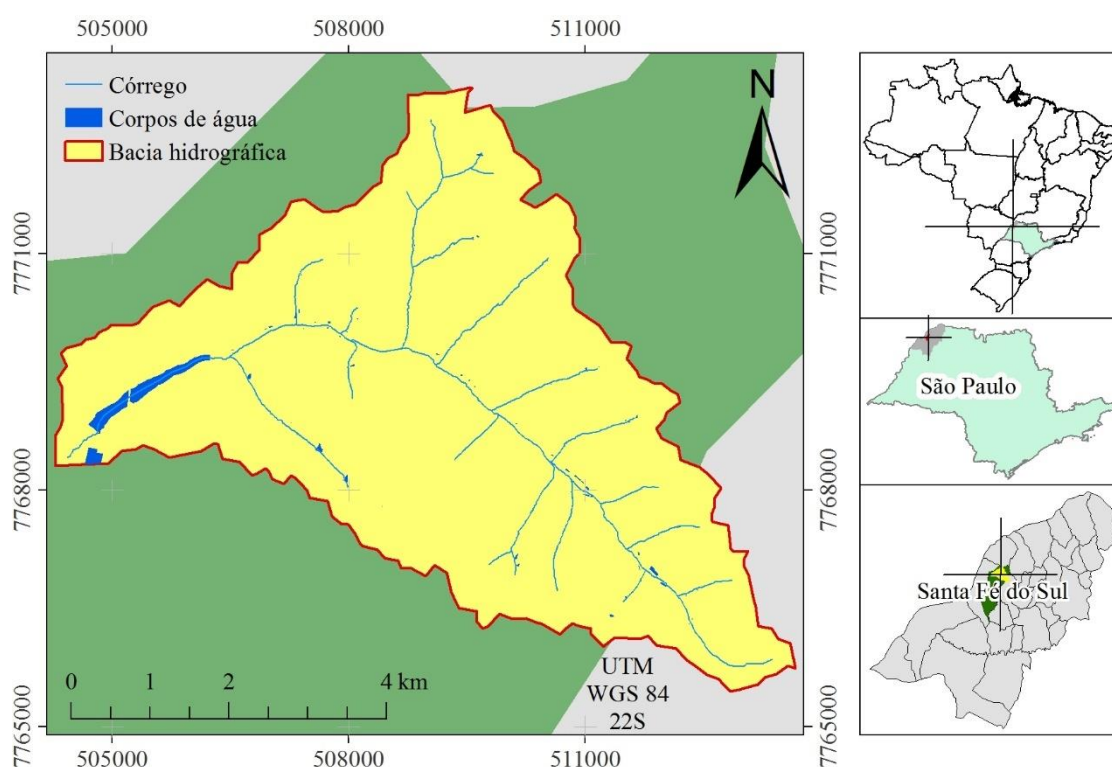 505000 508000 511000
Córrego
Corpos de água
Bacia hidrográfica
N
7771000 7771000
7768000 7768000
7765000 7765000
0 1 2 4 km
UTM
WGS 84
22S
505000 508000 511000
São Paulo
Santa Fé do Sul